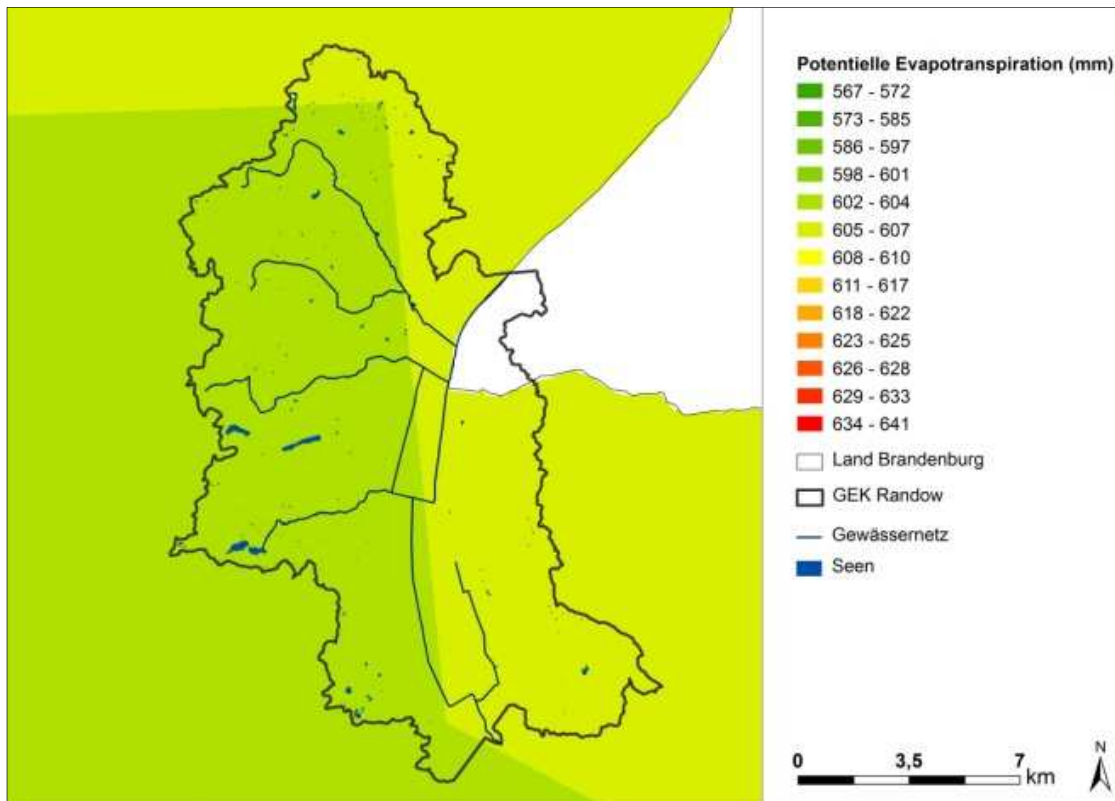 Potentielle Evapotranspiration (mm)
567 - 572
573 - 585
586 - 597
598 - 601
602 - 604
605 - 607
608 - 610
611 - 617
618 - 622
623 - 625
626 - 628
629 - 633
634 - 641
Land Brandenburg
GEK Randow
Gewässernetz
Seen
N
0 3,5 7
km